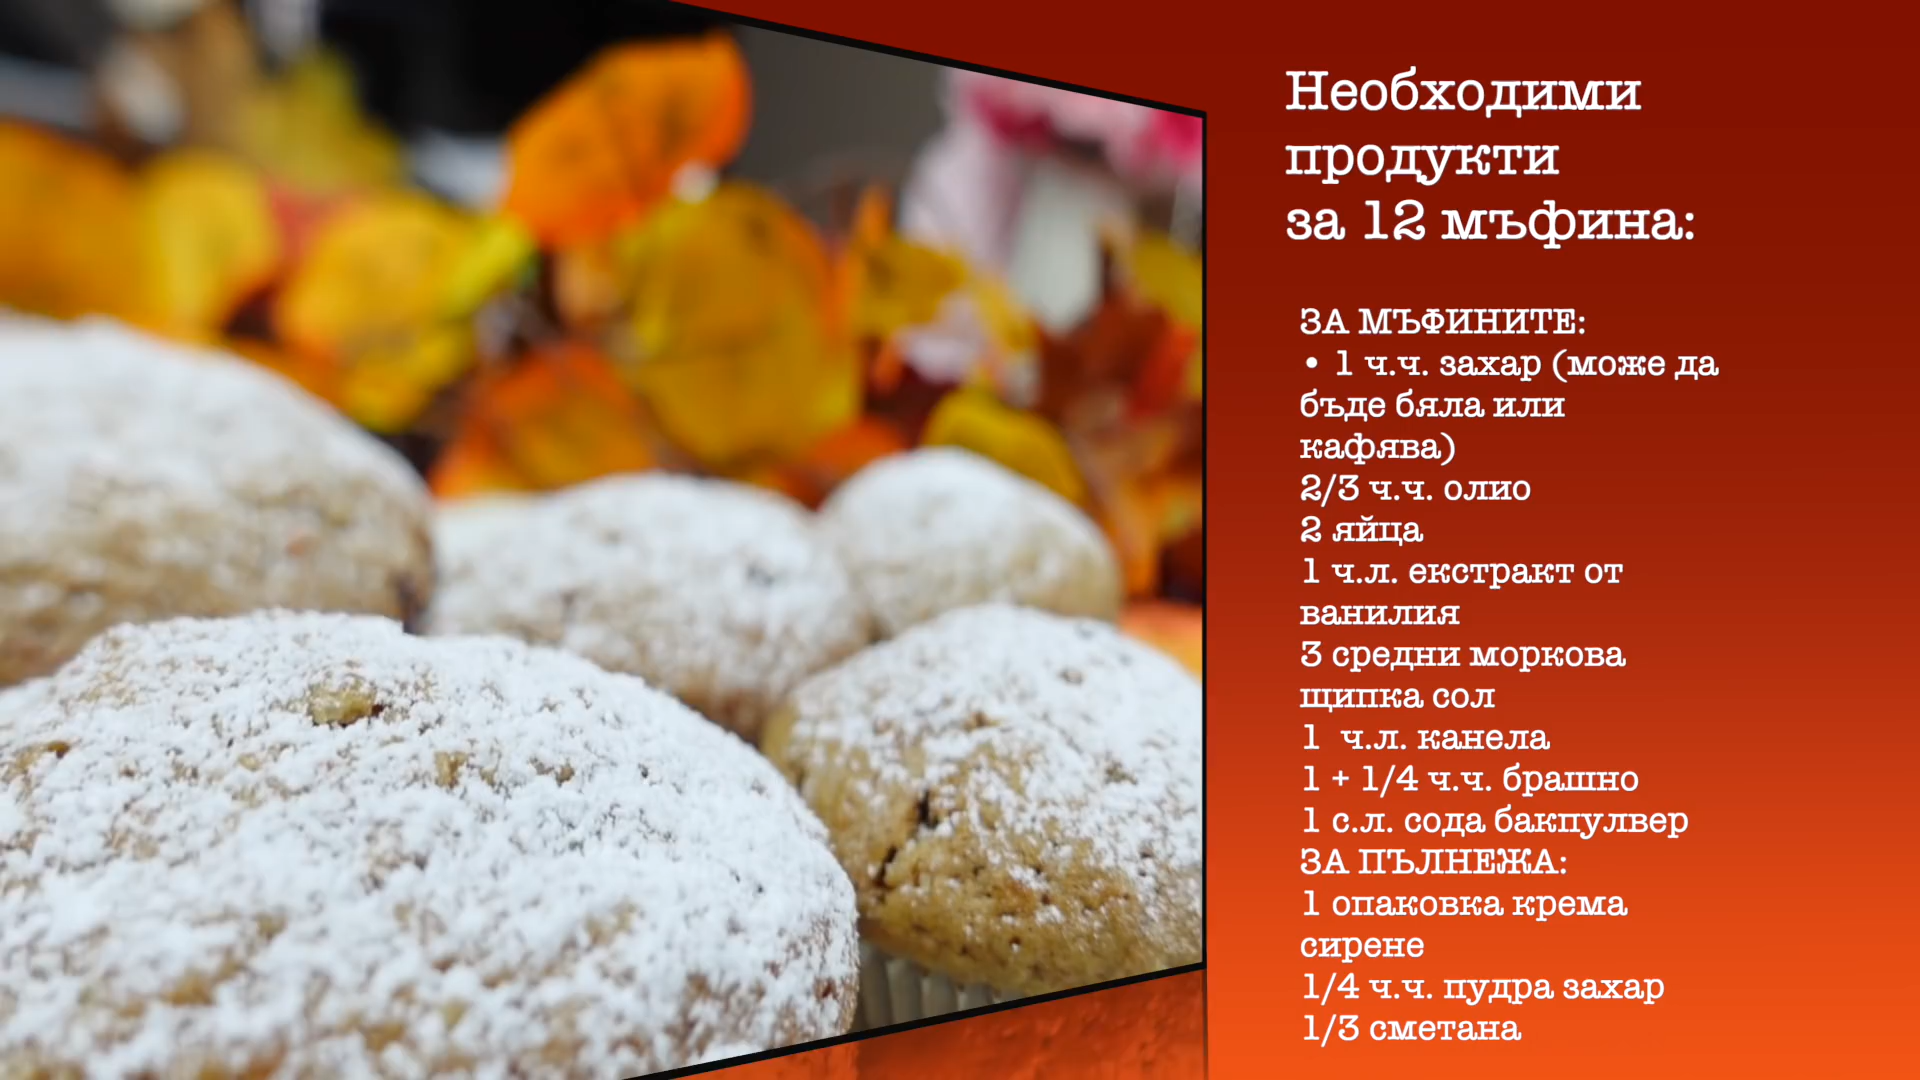 Необходими
продукти
за 12 мъфина:
ЗА МЪФИНИТЕ:
• 1 ч.ч. захар (може да
бъде бяла или
кафява)
2/3 ч.ч. олио
2 яйца
1 ч.л. екстракт от
ванилия
3 средни моркова
щипка сол
1  ч.л. канела
1 + 1/4 ч.ч. брашно
1 с.л. сода бакпулвер
ЗА ПЪЛНЕЖА:
1 опаковка крема
сирене
1/4 ч.ч. пудра захар
1/3 сметана